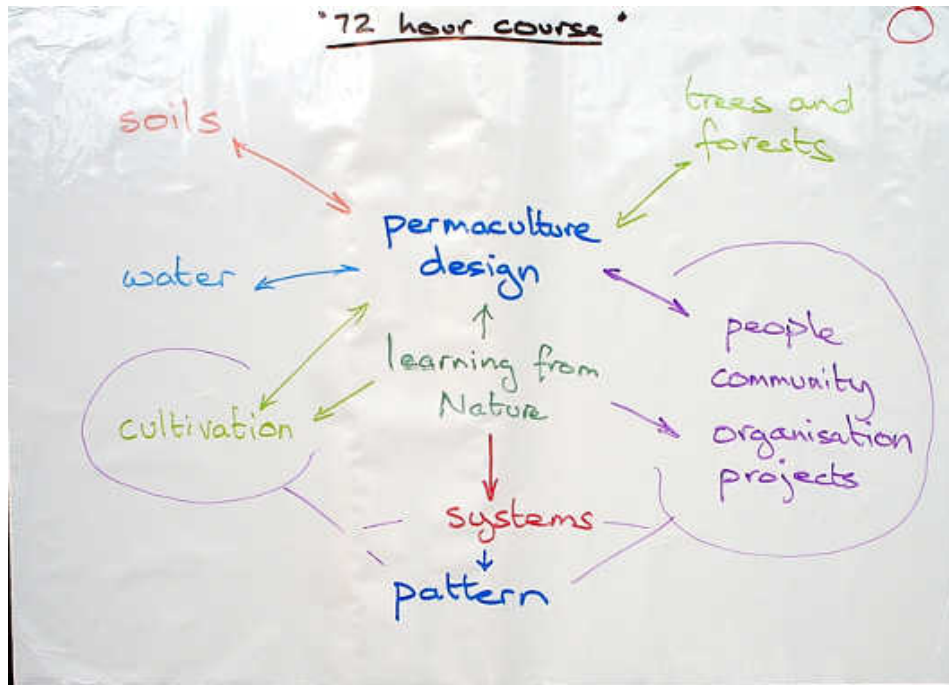 "72 hour course"
soils
trees and
forests
permaculture
design
water
people
community
organisation
projects
learning from
Nature
cultivation
systems
pattern